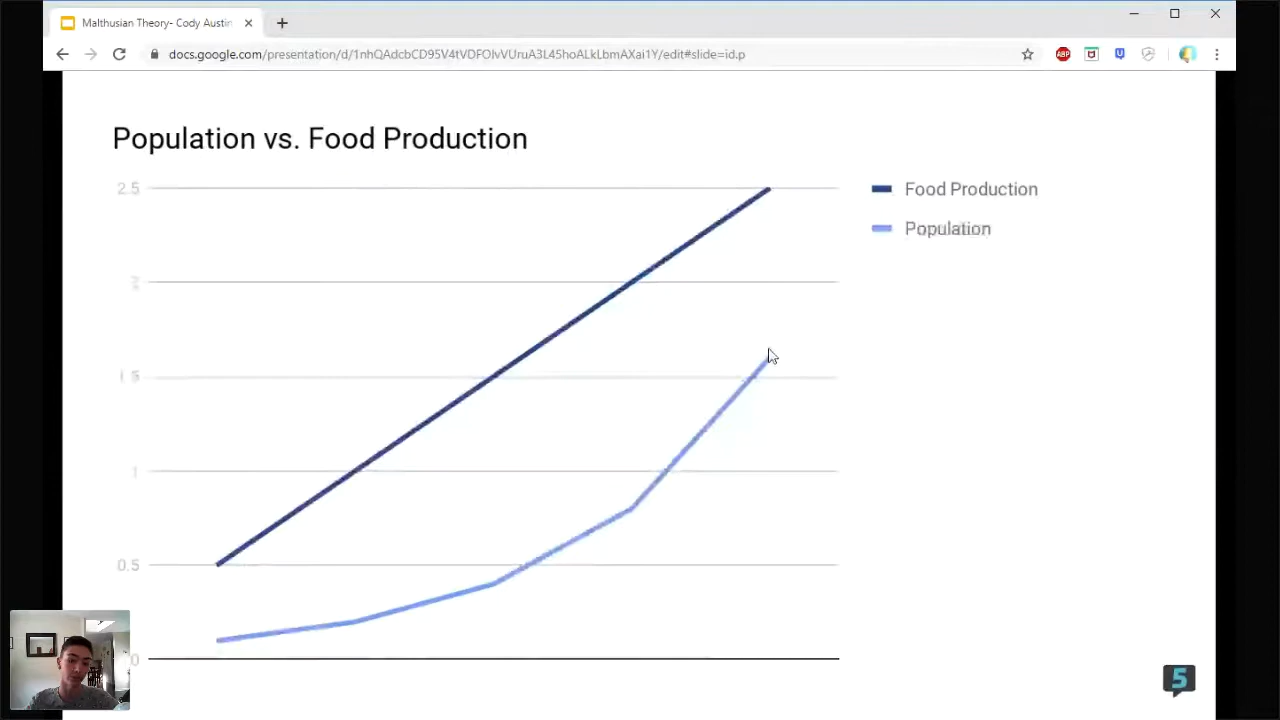 Malthusian Theory- Cody Austin
docs.google.com/presentation/d/1nhQAdcbCD95V4tVDFOlvVUruA3L45hoALkLbmAXai1Y/edit#slide=id.p
ABP
Population vs. Food Production
2.5
2
1.5
1
0.5
0
Food Production
Population
5